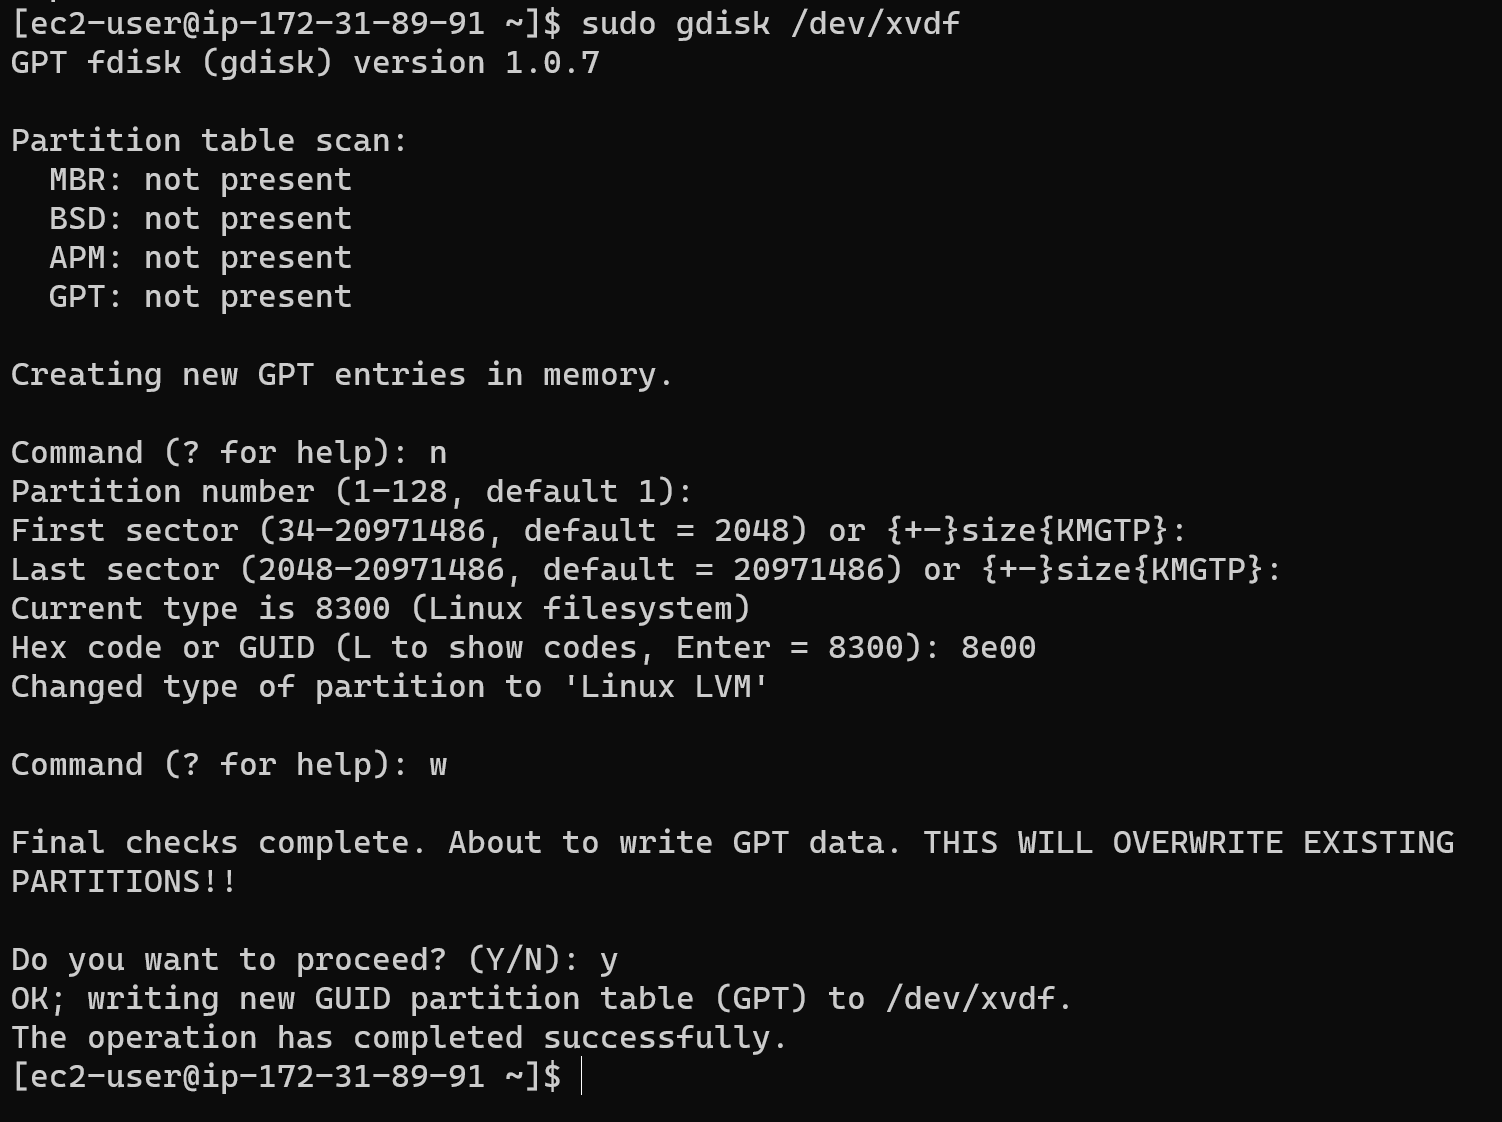 [ec2-user@ip-172-31-89-91 ~]$ sudo gdisk /dev/xvdf
GPT fdisk (gdisk) version 1.0.7
Partition table scan:
  MBR: not present
  BSD: not present
  APM: not present
  GPT: not present
Creating new GPT entries in memory.
Command (? for help): n
Partition number (1-128, default 1):
First sector (34-20971486, default = 2048) or {+-}size{KMGTP}:
Last sector (2048-20971486, default = 20971486) or {+-}size{KMGTP}:
Current type is 8300 (Linux filesystem)
Hex code or GUID (L to show codes, Enter = 8300): 8e00
Changed type of partition to 'Linux LVM'
Command (? for help): w
Final checks complete. About to write GPT data. THIS WILL OVERWRITE EXISTING
PARTITIONS!!
Do you want to proceed? (Y/N): y
OK; writing new GUID partition table (GPT) to /dev/xvdf.
The operation has completed successfully.
[ec2-user@ip-172-31-89-91 ~]$